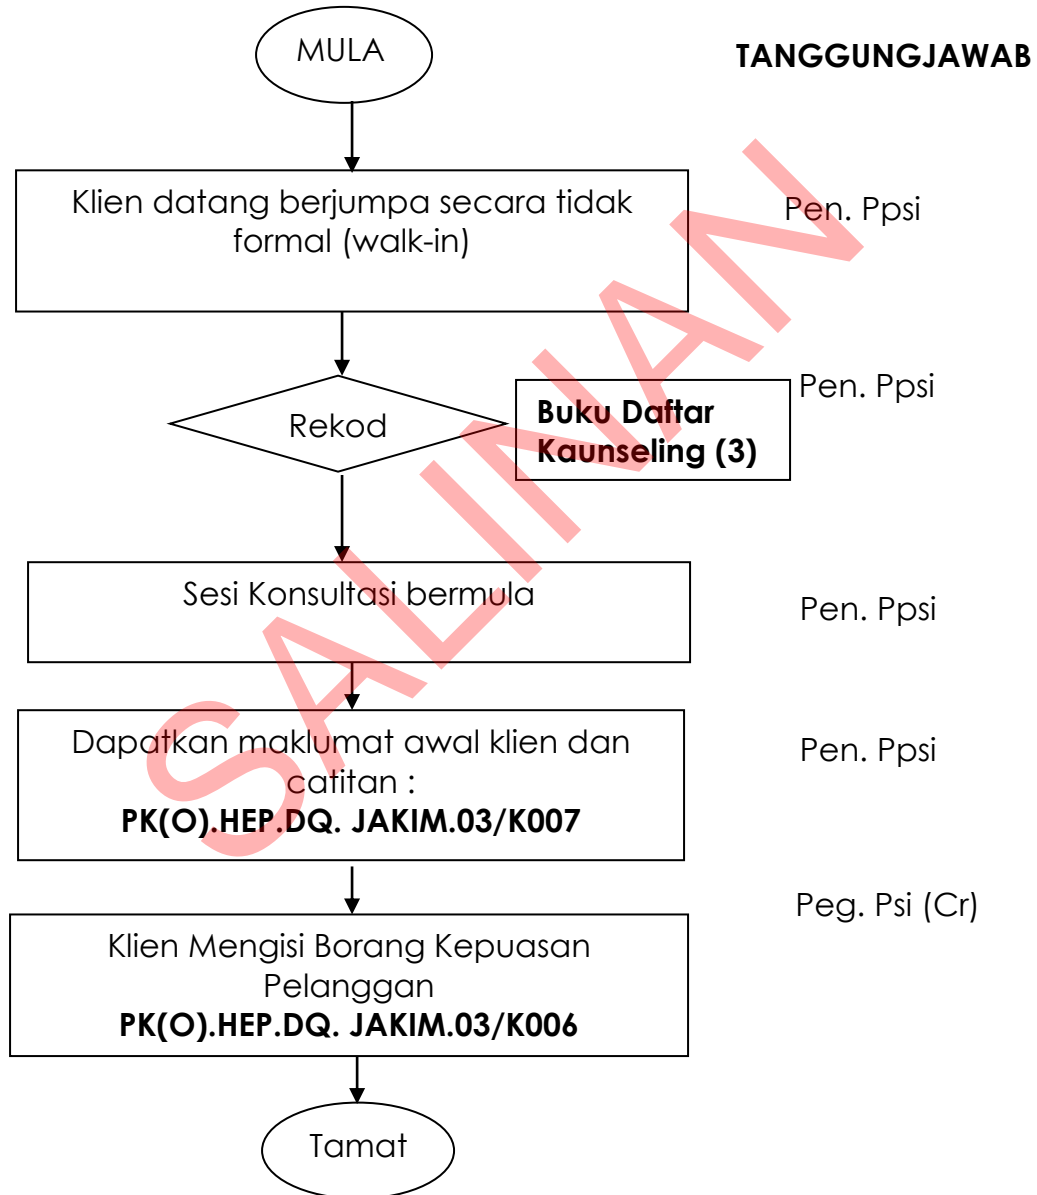 MULA
TANGGUNGJAWAB
Klien datang berjumpa secara tidak
formal (walk-in)
Pen. Ppsi
Rekod
Buku Daftar
Kaunseling (3)
Pen. Ppsi
Sesi Konsultasi bermula
Pen. Ppsi
Dapatkan maklumat awal klien dan
catitan :
PK(O).HEP.DQ. JAKIM.03/K007
Pen. Ppsi
Klien Mengisi Borang Kepuasan
Pelanggan
PK(O).HEP.DQ. JAKIM.03/K006
Peg. Psi (Cr)
Tamat
SALINAN